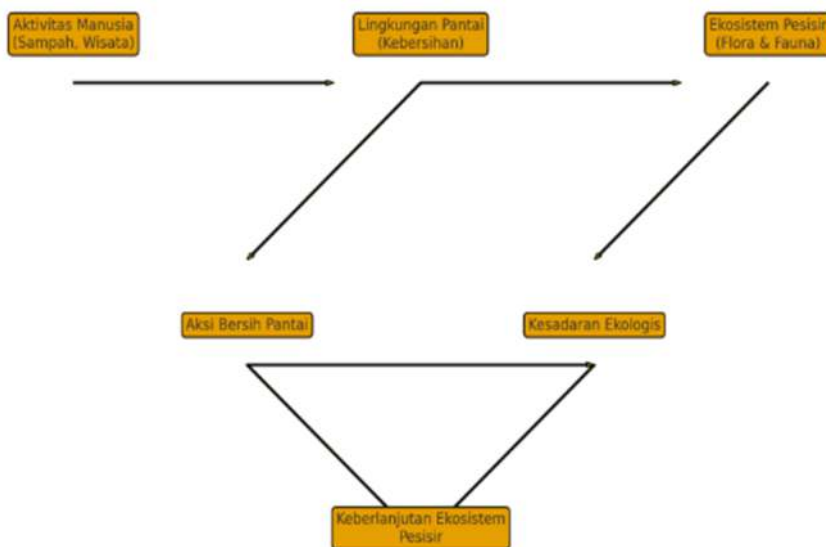 Aktivitas Manusia
(Sampah, Wisata)
Lingkungan Pantai
(Kebersihan)
Ekosistem Pesisir
(Flora & Fauna)
Aksi Bersih Pantai
Kesadaran Ekologis
Keberlanjutan Ekosistem
Pesisir